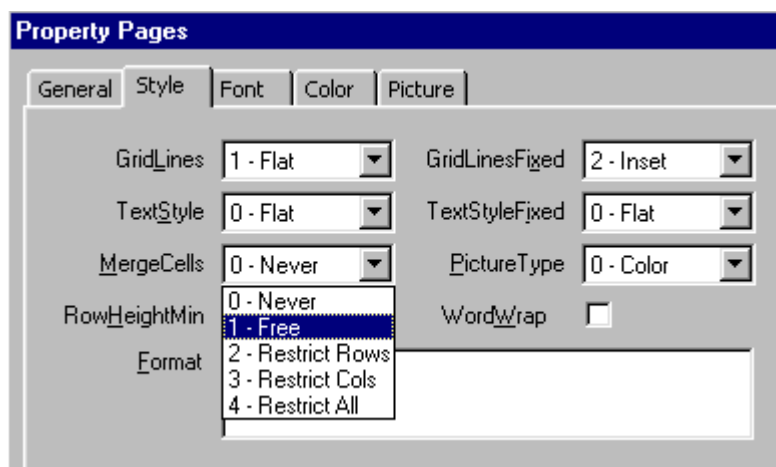 Property Pages
General Style Font Color Picture
GridLines 1 - Flat GridLinesFixed 2 - Inset
TextStyle 0 - Flat TextStyleFixed 0 - Flat
MergeCells 0 - Never PictureType 0 - Color
0 - Never
RowHeightMin 1 - Free WordWrap
2 - Restrict Rows
Format 3 - Restrict Cols
4 - Restrict All